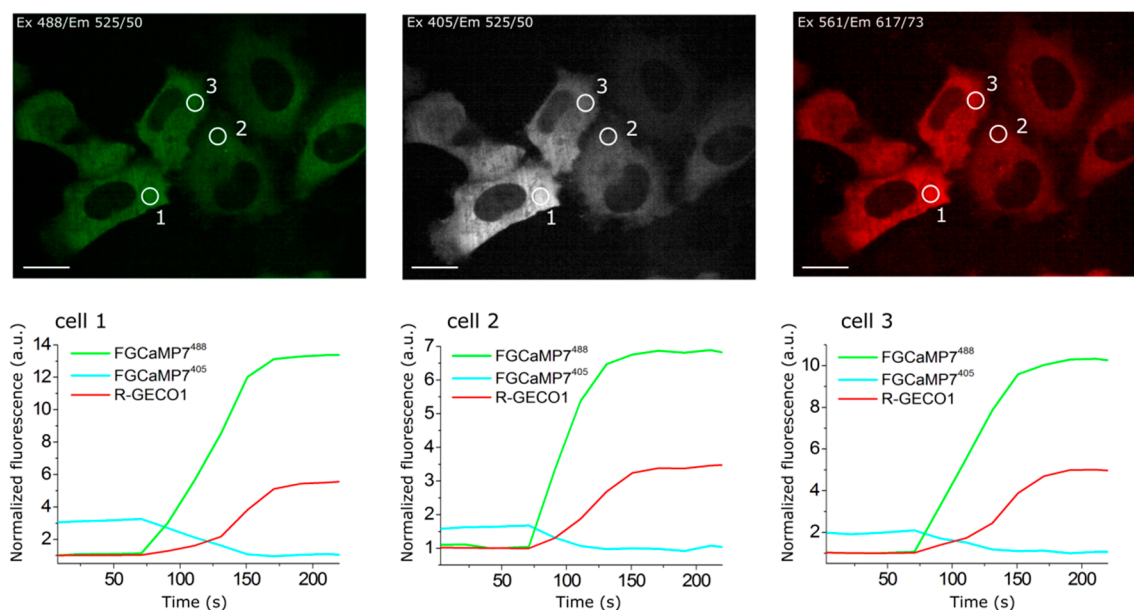 Ex 488/Em 525/50
3
2
1
Ex 405/Em 525/50
3
2
1
Ex 561/Em 617/73
3
2
1
cell 1
Normalized fluorescence (a.u.)
14
12
10
8
6
4
2
FGCaMP7⁴⁸⁸
FGCaMP7⁴⁰⁵
R-GECO1
50 100 150 200
Time (s)
cell 2
Normalized fluorescence (a.u.)
7
6
5
4
3
2
1
FGCaMP7⁴⁸⁸
FGCaMP7⁴⁰⁵
R-GECO1
50 100 150 200
Time (s)
cell 3
Normalized fluorescence (a.u.)
10
8
6
4
2
FGCaMP7⁴⁸⁸
FGCaMP7⁴⁰⁵
R-GECO1
50 100 150 200
Time (s)